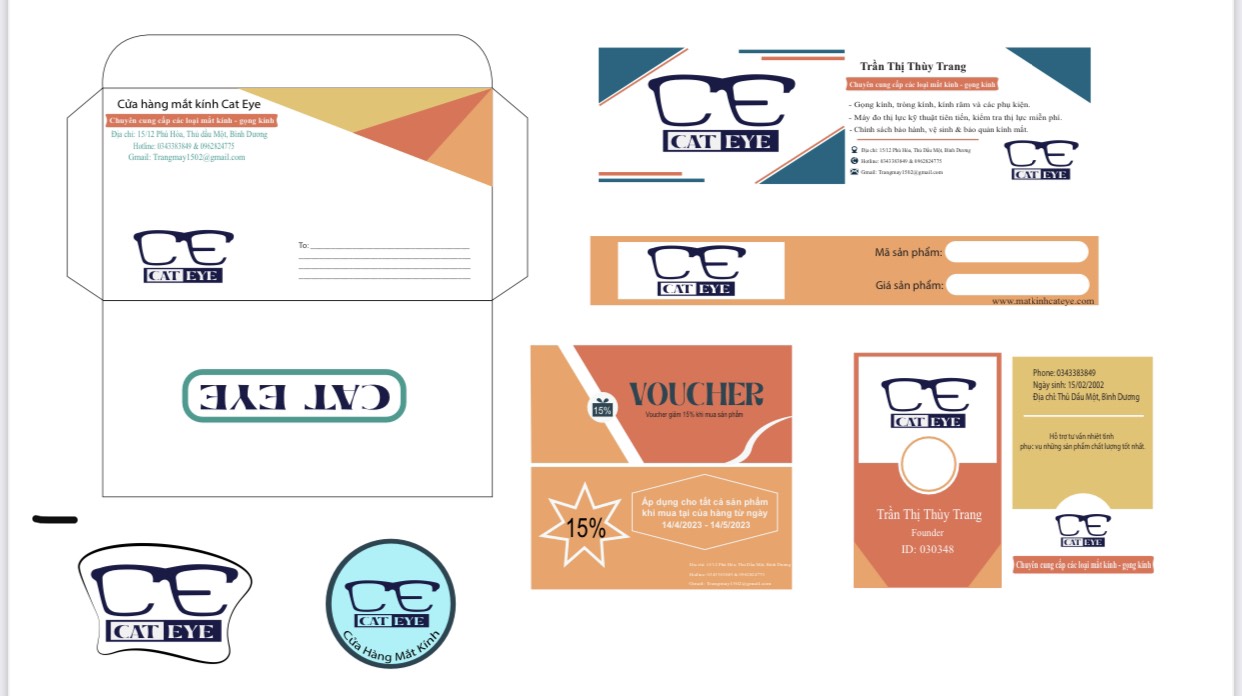 Cửa hàng mắt kính Cat Eye
Chuyên cung cấp các loại mắt kính - gọng kính
Địa chỉ: 15/12 Phú Hòa, Thủ dầu Một, Bình Dương
Hotline: 0343383849 & 0962824775
Gmail: Trangmay1502@gmail.com
CE
CAT EYE
To:
CAT EYE
CE
CAT EYE
Trần Thị Thùy Trang
Chuyên cung cấp các loại mắt kính - gọng kính
- Gọng kính, tròng kính, kính râm và các phụ kiện.
- Máy đo thị lực kỹ thuật tiên tiến, kiểm tra thị lực miễn phí.
- Chính sách bảo hành, vệ sinh & bảo quản kính mắt.
Địa chỉ: 15/12 Phú Hòa, Thủ Dầu Một, Bình Dương
Hotline: 0343383849 & 0962824775
Gmail: Trangmay1502@gmail.com
CE
CAT EYE
CE
CAT EYE
Mã sản phẩm:
Giá sản phẩm:
www.matkinhcateye.com
VOUCHER
15%
Voucher giảm 15% khi mua sản phẩm
15%
Áp dụng cho tất cả sản phẩm
khi mua tại cửa hàng từ ngày
14/4/2023 - 14/5/2023
CE
CAT EYE
Trần Thị Thùy Trang
Founder
ID: 030348
Phone: 0343383849
Ngày sinh: 15/02/2002
Địa chỉ: Thủ Dầu Một, Bình Dương
Hỗ trợ tư vấn nhiệt tình
phục vụ những sản phẩm chất lượng tốt nhất.
CE
CAT EYE
Chuyên cung cấp các loại mắt kính - gọng kính
CE
CAT EYE
CE
CAT EYE
Cửa Hàng Mắt Kính